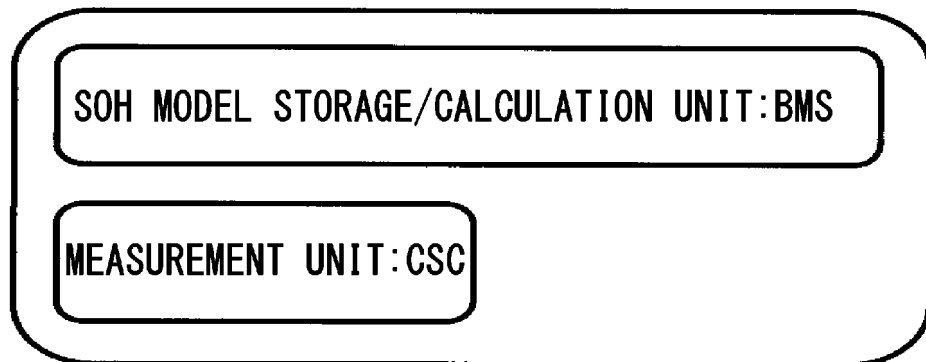 SOH MODEL STORAGE/CALCULATION UNIT:BMS
MEASUREMENT UNIT:CSC